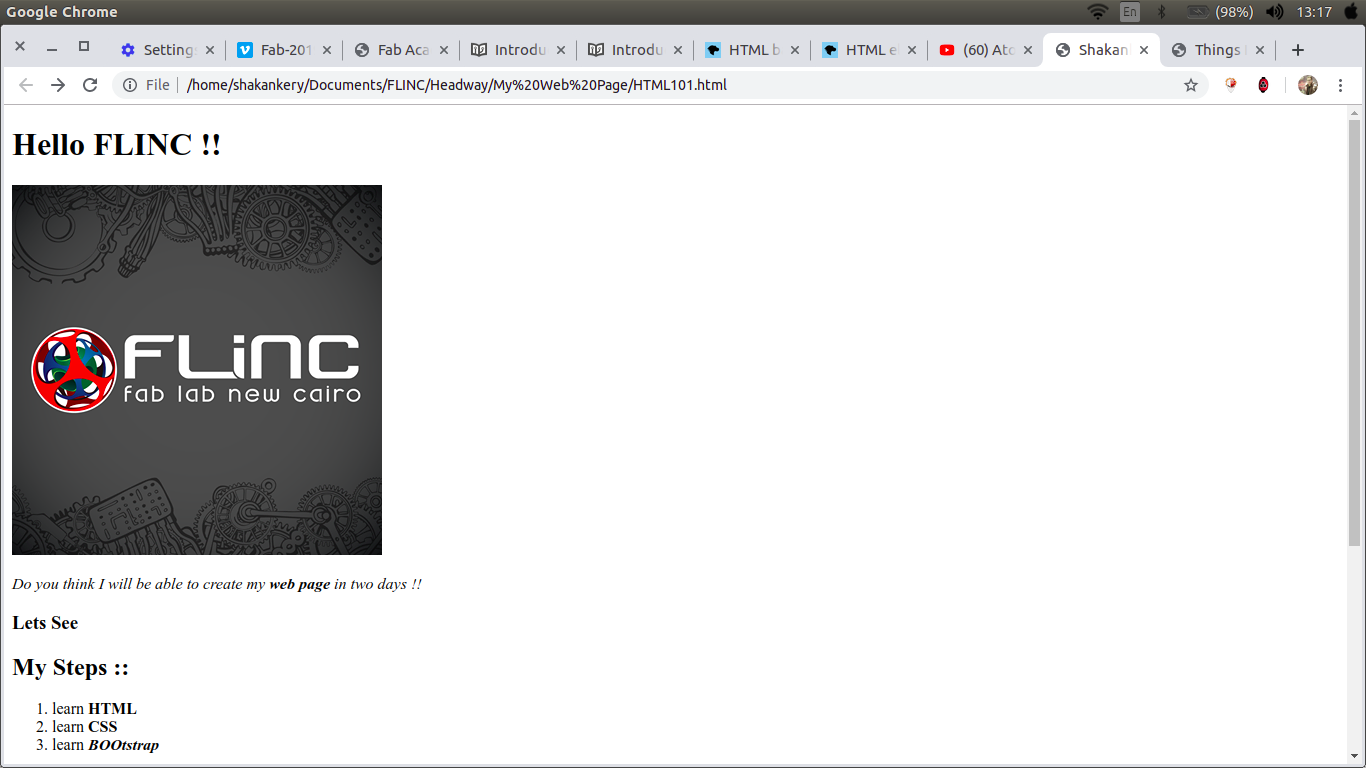 Google Chrome
En
(98%)
13:17
Settings
Fab-201
Fab Aca
Introdu
Introdu
HTML b
HTML el
(60) Ato
Shakank
Things
File
/home/shakankery/Documents/FLINC/Headway/My%20Web%20Page/HTML101.html
Hello FLINC !!
FLiNC
fab lab new cairo
Do you think I will be able to create my web page in two days !!
Lets See
My Steps ::
1. learn HTML
2. learn CSS
3. learn BOOtstrap